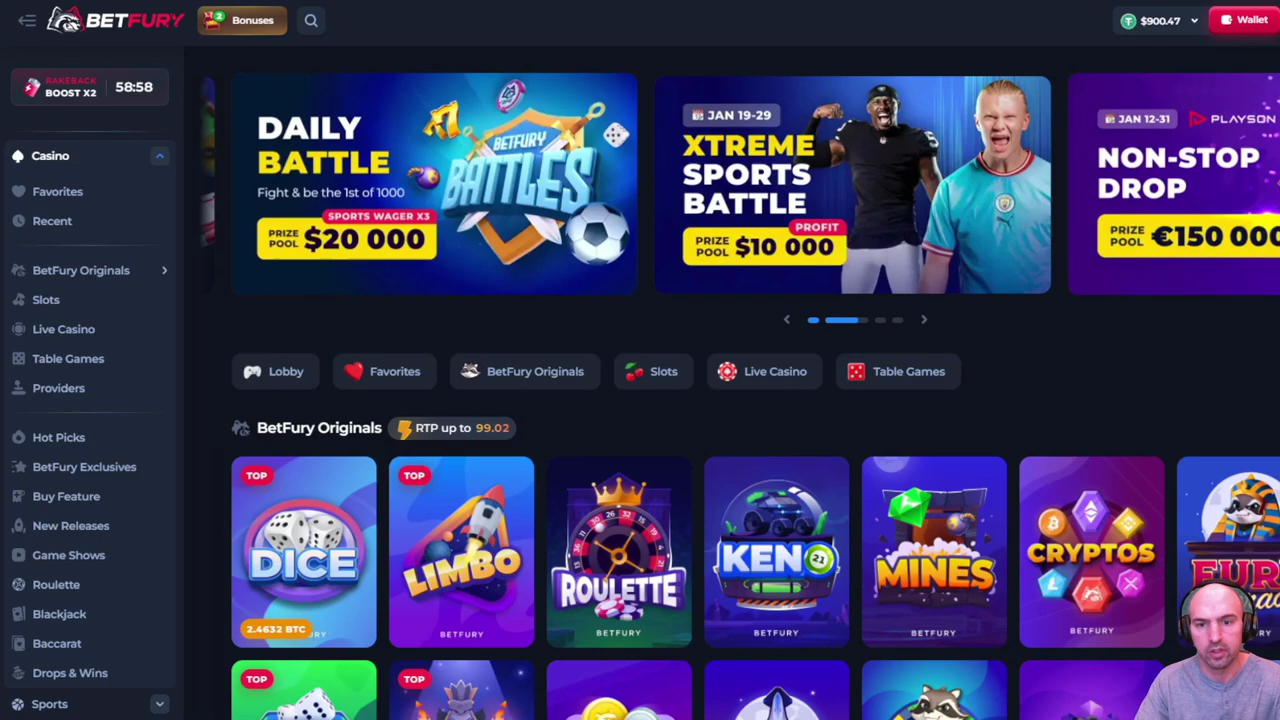 BETFURY
2
Bonuses
$900.47
Wallet
RAKEBACK
BOOST X2
58:58
Casino
Favorites
Recent
BetFury Originals
Slots
Live Casino
Table Games
Providers
Hot Picks
BetFury Exclusives
Buy Feature
New Releases
Game Shows
Roulette
Blackjack
Baccarat
Drops & Wins
Sports
DAILY
BATTLE
Fight & be the 1st of 1000
SPORTS WAGER X3
PRIZE
POOL
$20 000
BETFURY
BATTLES
JAN 19-29
XTREME
SPORTS
BATTLE
PROFIT
PRIZE
POOL
$10 000
JAN 12-31
PLAYSON
NON-STOP
DROP
PRIZE
POOL
€150 000
Lobby
Favorites
BetFury Originals
Slots
Live Casino
Table Games
BetFury Originals
RTP up to 99.02
TOP
DICE
2.4632 BTC
TOP
LIMBO
BETFURY
ROULETTE
BETFURY
KENO
21
BETFURY
MINES
BETFURY
CRYPTOS
BETFURY
TOP
TOP